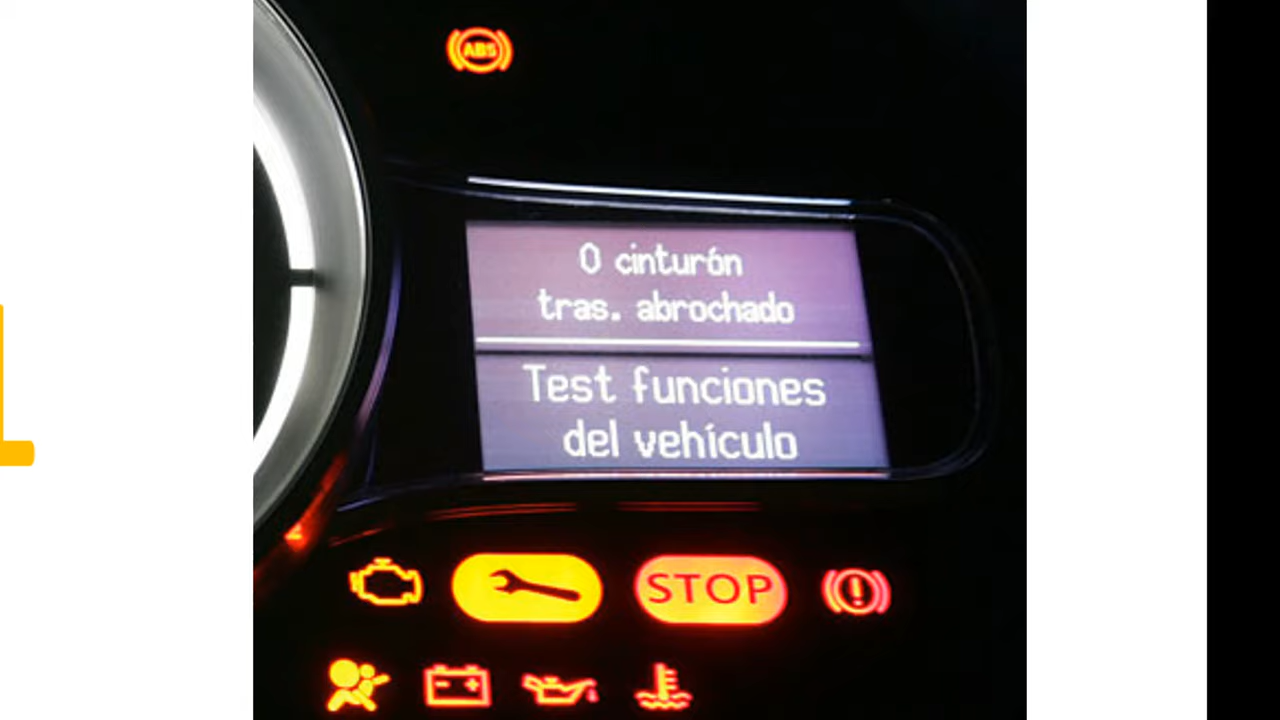 ABS
0 cinturón
tras. abrochado
Test funciones
del vehículo
STOP